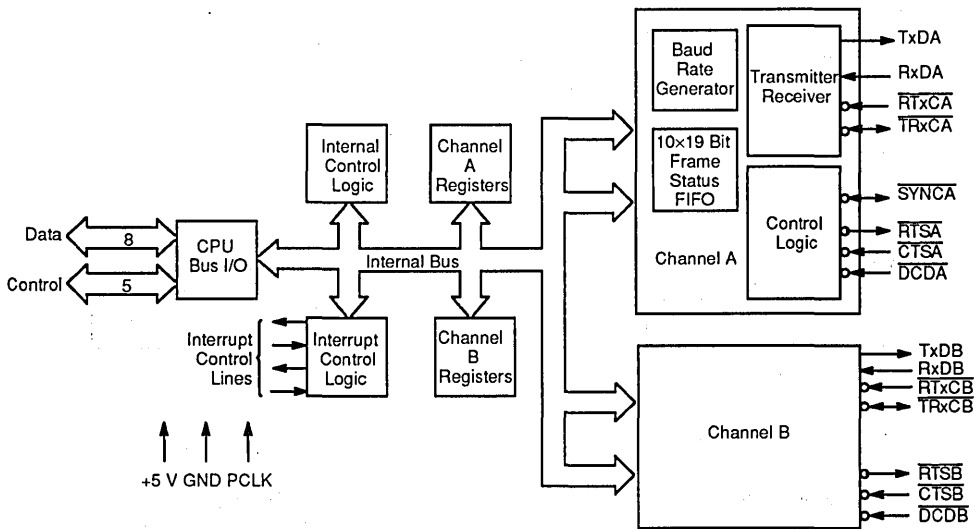 Data
8
Control
5
CPU
Bus I/O
Internal
Control
Logic
Channel
A
Registers
Internal Bus
Interrupt
Control
Lines
Interrupt
Control
Logic
Channel
B
Registers
+5 V GND PCLK
Baud
Rate
Generator
Transmitter
Receiver
10×19 Bit
Frame
Status
FIFO
Channel A
Control
Logic
TxDA
RxDA
RTxCA
TRxCA
SYNCA
RTSA
CTSA
DCDA
Channel B
TxDB
RxDB
RTxCB
TRxCB
RTSB
CTSB
DCDB